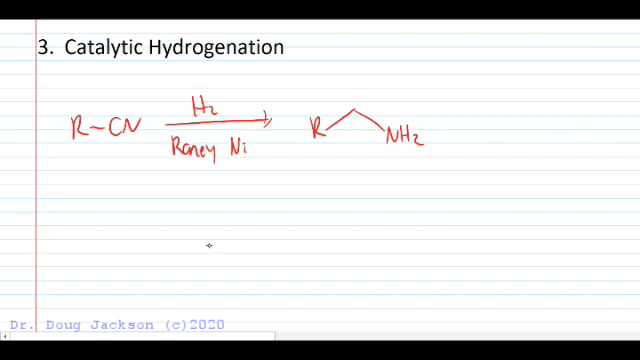 3. Catalytic Hydrogenation
H2
R-CN
Raney Ni
R
NH2
Dr. Doug Jackson (c)2020